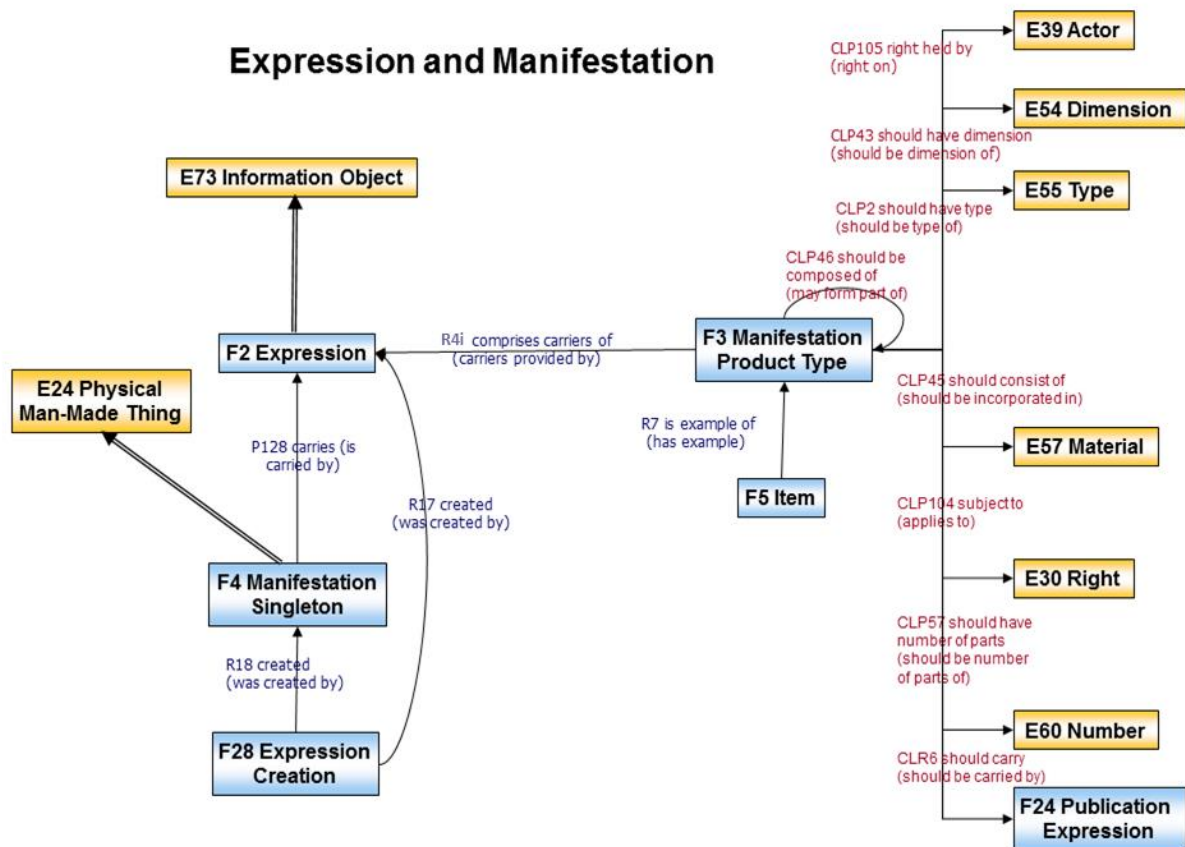 Expression and Manifestation
E39 Actor
CLP105 right held by
(right on)
E54 Dimension
CLP43 should have dimension
(should be dimension of)
E73 Information Object
E55 Type
CLP2 should have type
(should be type of)
CLP46 should be
composed of
(may form part of)
F2 Expression
R4i comprises carriers of
(carriers provided by)
F3 Manifestation
Product Type
E24 Physical
Man-Made Thing
CLP45 should consist of
(should be incorporated in)
P128 carries (is
carried by)
R7 is example of
(has example)
E57 Material
F5 Item
R17 created
(was created by)
CLP104 subject to
(applies to)
F4 Manifestation
Singleton
E30 Right
CLP57 should have
number of parts
(should be number
of parts of)
R18 created
(was created by)
E60 Number
F28 Expression
Creation
CLR6 should carry
(should be carried by)
F24 Publication
Expression